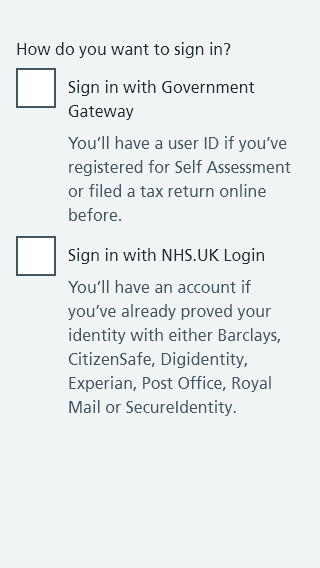 How do you want to sign in?
Sign in with Government
Gateway
You’ll have a user ID if you’ve
registered for Self Assessment
or filed a tax return online
before.
Sign in with NHS.UK Login
You’ll have an account if
you’ve already proved your
identity with either Barclays,
CitizenSafe, Digidentity,
Experian, Post Office, Royal
Mail or SecureIdentity.